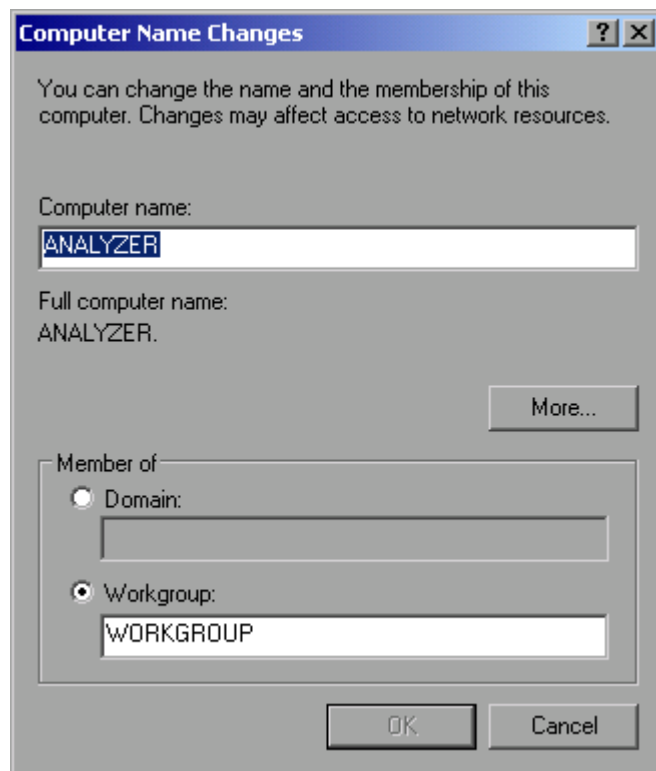 Computer Name Changes
You can change the name and the membership of this
computer. Changes may affect access to network resources.
Computer name:
ANALYZER
Full computer name:
ANALYZER.
More...
Member of
Domain:
Workgroup:
WORKGROUP
OK
Cancel